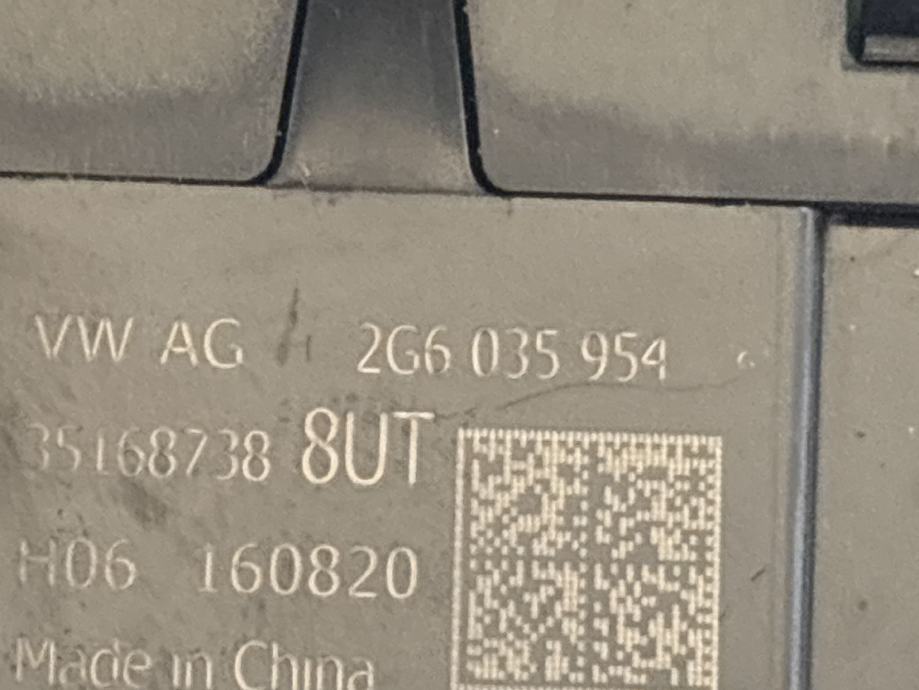 VW AG 2G6 035 954
35168738 8UT
H06 160820
Made in China